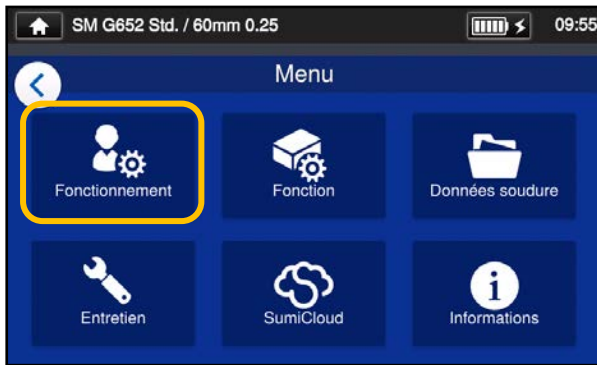 SM G652 Std. / 60mm 0.25 09:55
Menu
Fonctionnement Fonction Données soudure
Entretien SumiCloud Informations